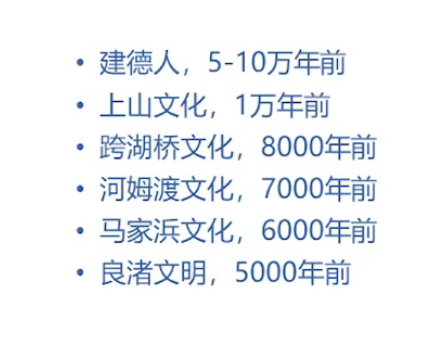 • 建德人，5-10万年前
• 上山文化，1万年前
• 跨湖桥文化，8000年前
• 河姆渡文化，7000年前
• 马家浜文化，6000年前
• 良渚文明，5000年前